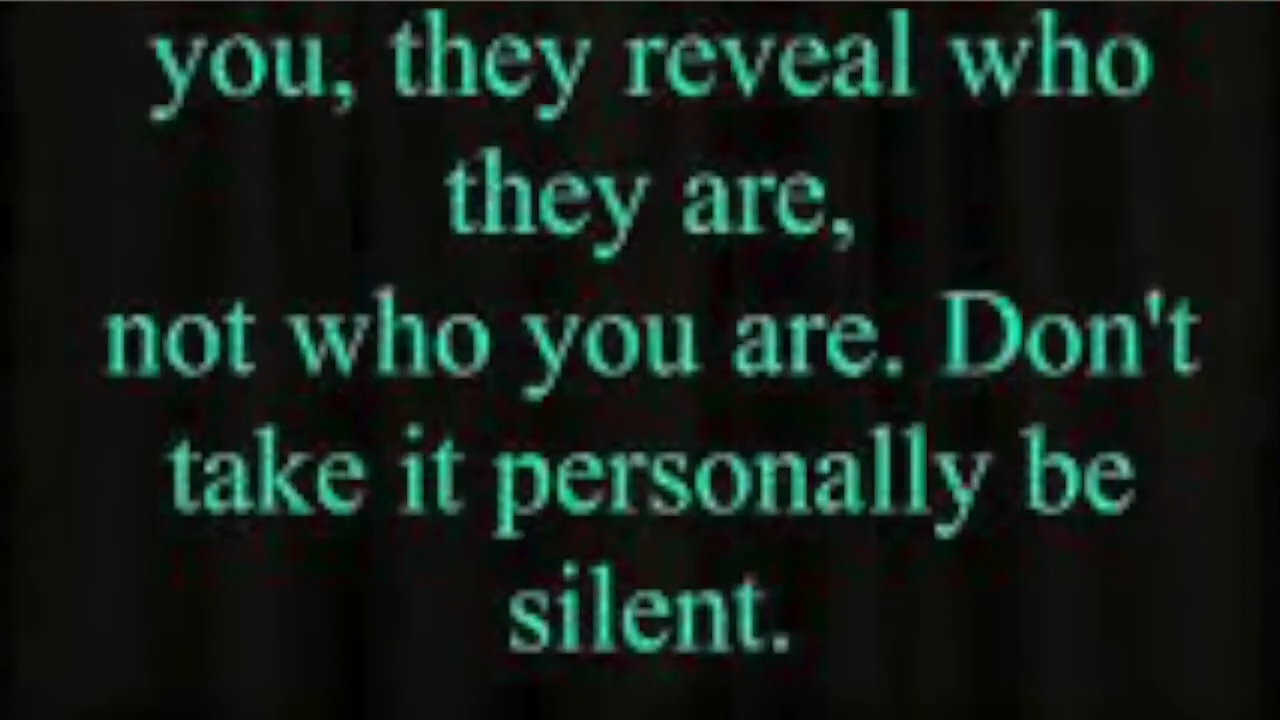 you, they reveal who
they are,
not who you are. Don't
take it personally be
silent.